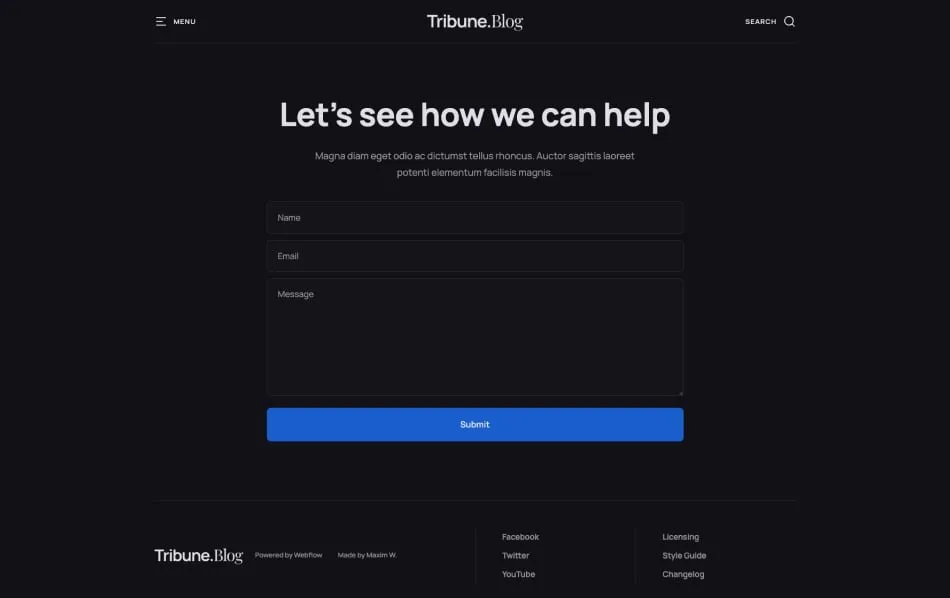 MENU
Tribune.Blog
SEARCH
Let's see how we can help
Magna diam eget odio ac dictumst tellus rhoncus. Auctor sagittis laoreet
potenti elementum facilisis magnis.
Name
Email
Message
Submit
Tribune.Blog
Powered by Webflow
Made by Maxim W.
Facebook
Twitter
YouTube
Licensing
Style Guide
Changelog